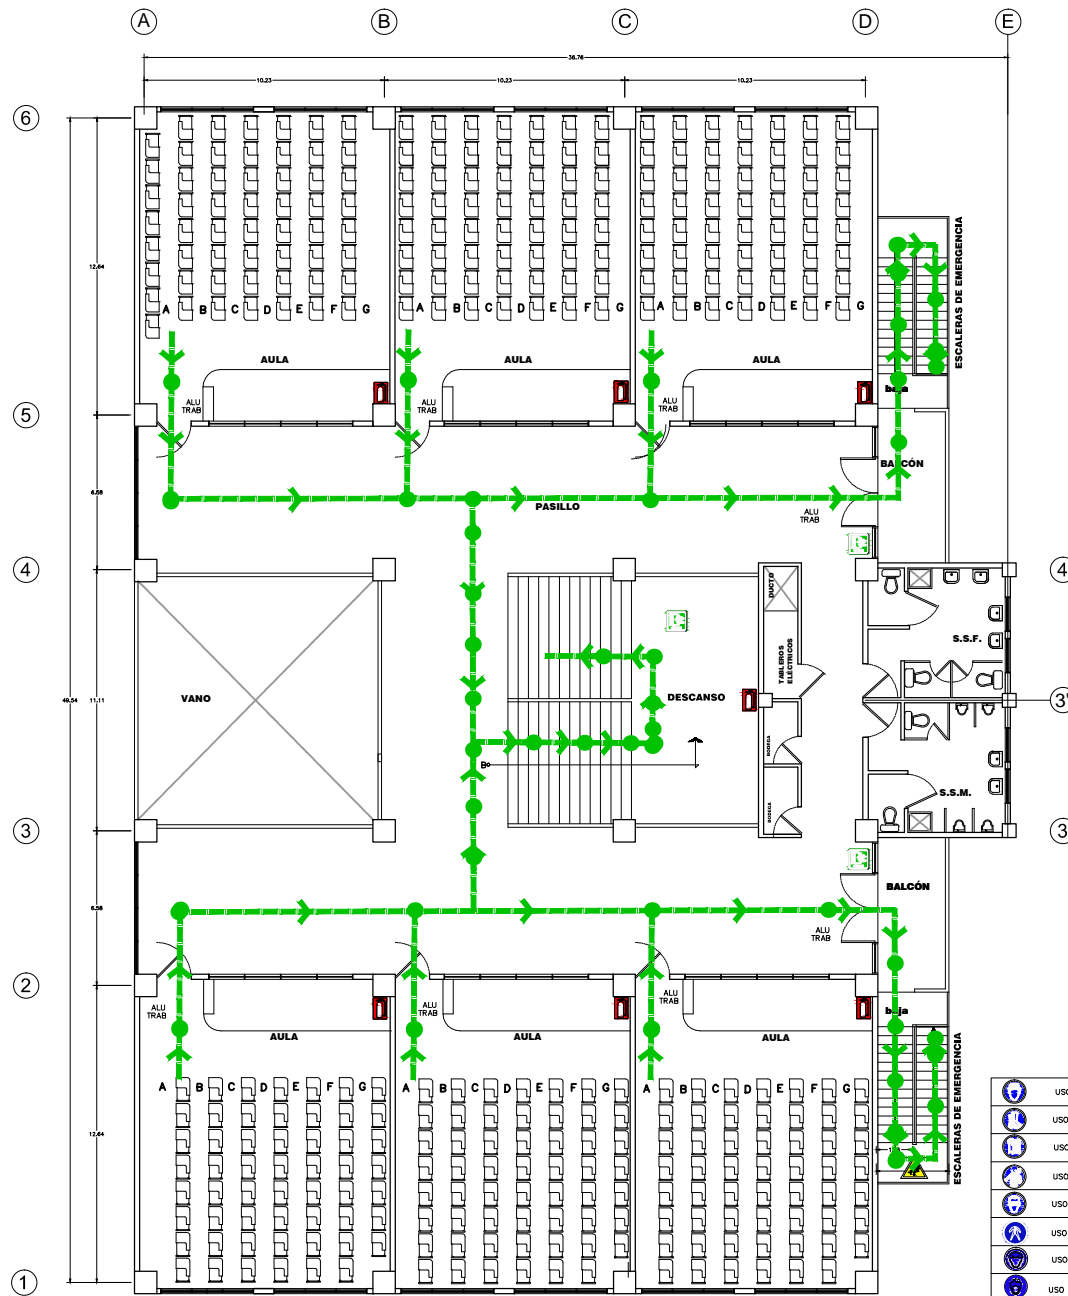 A B C D E
36.76
10.23 10.23 10.23
6
A B C D E F G
A B C D E F G
A B C D E F G
12.64
ESCALERAS DE EMERGENCIA
AULA
AULA
AULA
baja
ALU
TRAB
ALU
TRAB
ALU
TRAB
5
BALCÓN
6.58
PASILLO
ALU
TRAB
4
4
DUCTO
S.S.F.
TABLEROS
ELÉCTRICOS
49.54
11.11
VANO
DESCANSO
3'
BODEGA
S.S.M.
BODEGA
3
3
BALCÓN
6.58
ALU
TRAB
2
ALU
TRAB
ALU
TRAB
ALU
TRAB
baja
AULA
AULA
AULA
ESCALERAS DE EMERGENCIA
A B C D E F G
A B C D E F G
A B C D E F G
12.64
1
USO
USO
USO
USO
USO
USO
USO
USO